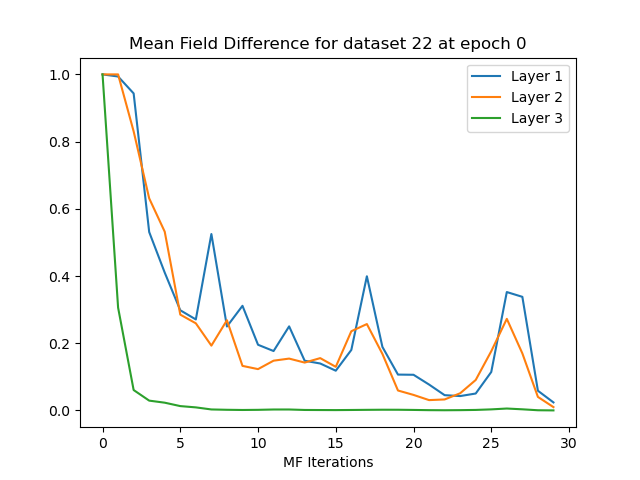 Mean Field Difference for dataset 22 at epoch 0
Layer 1
Layer 2
Layer 3
1.0
0.8
0.6
0.4
0.2
0.0
0 5 10 15 20 25 30
MF Iterations